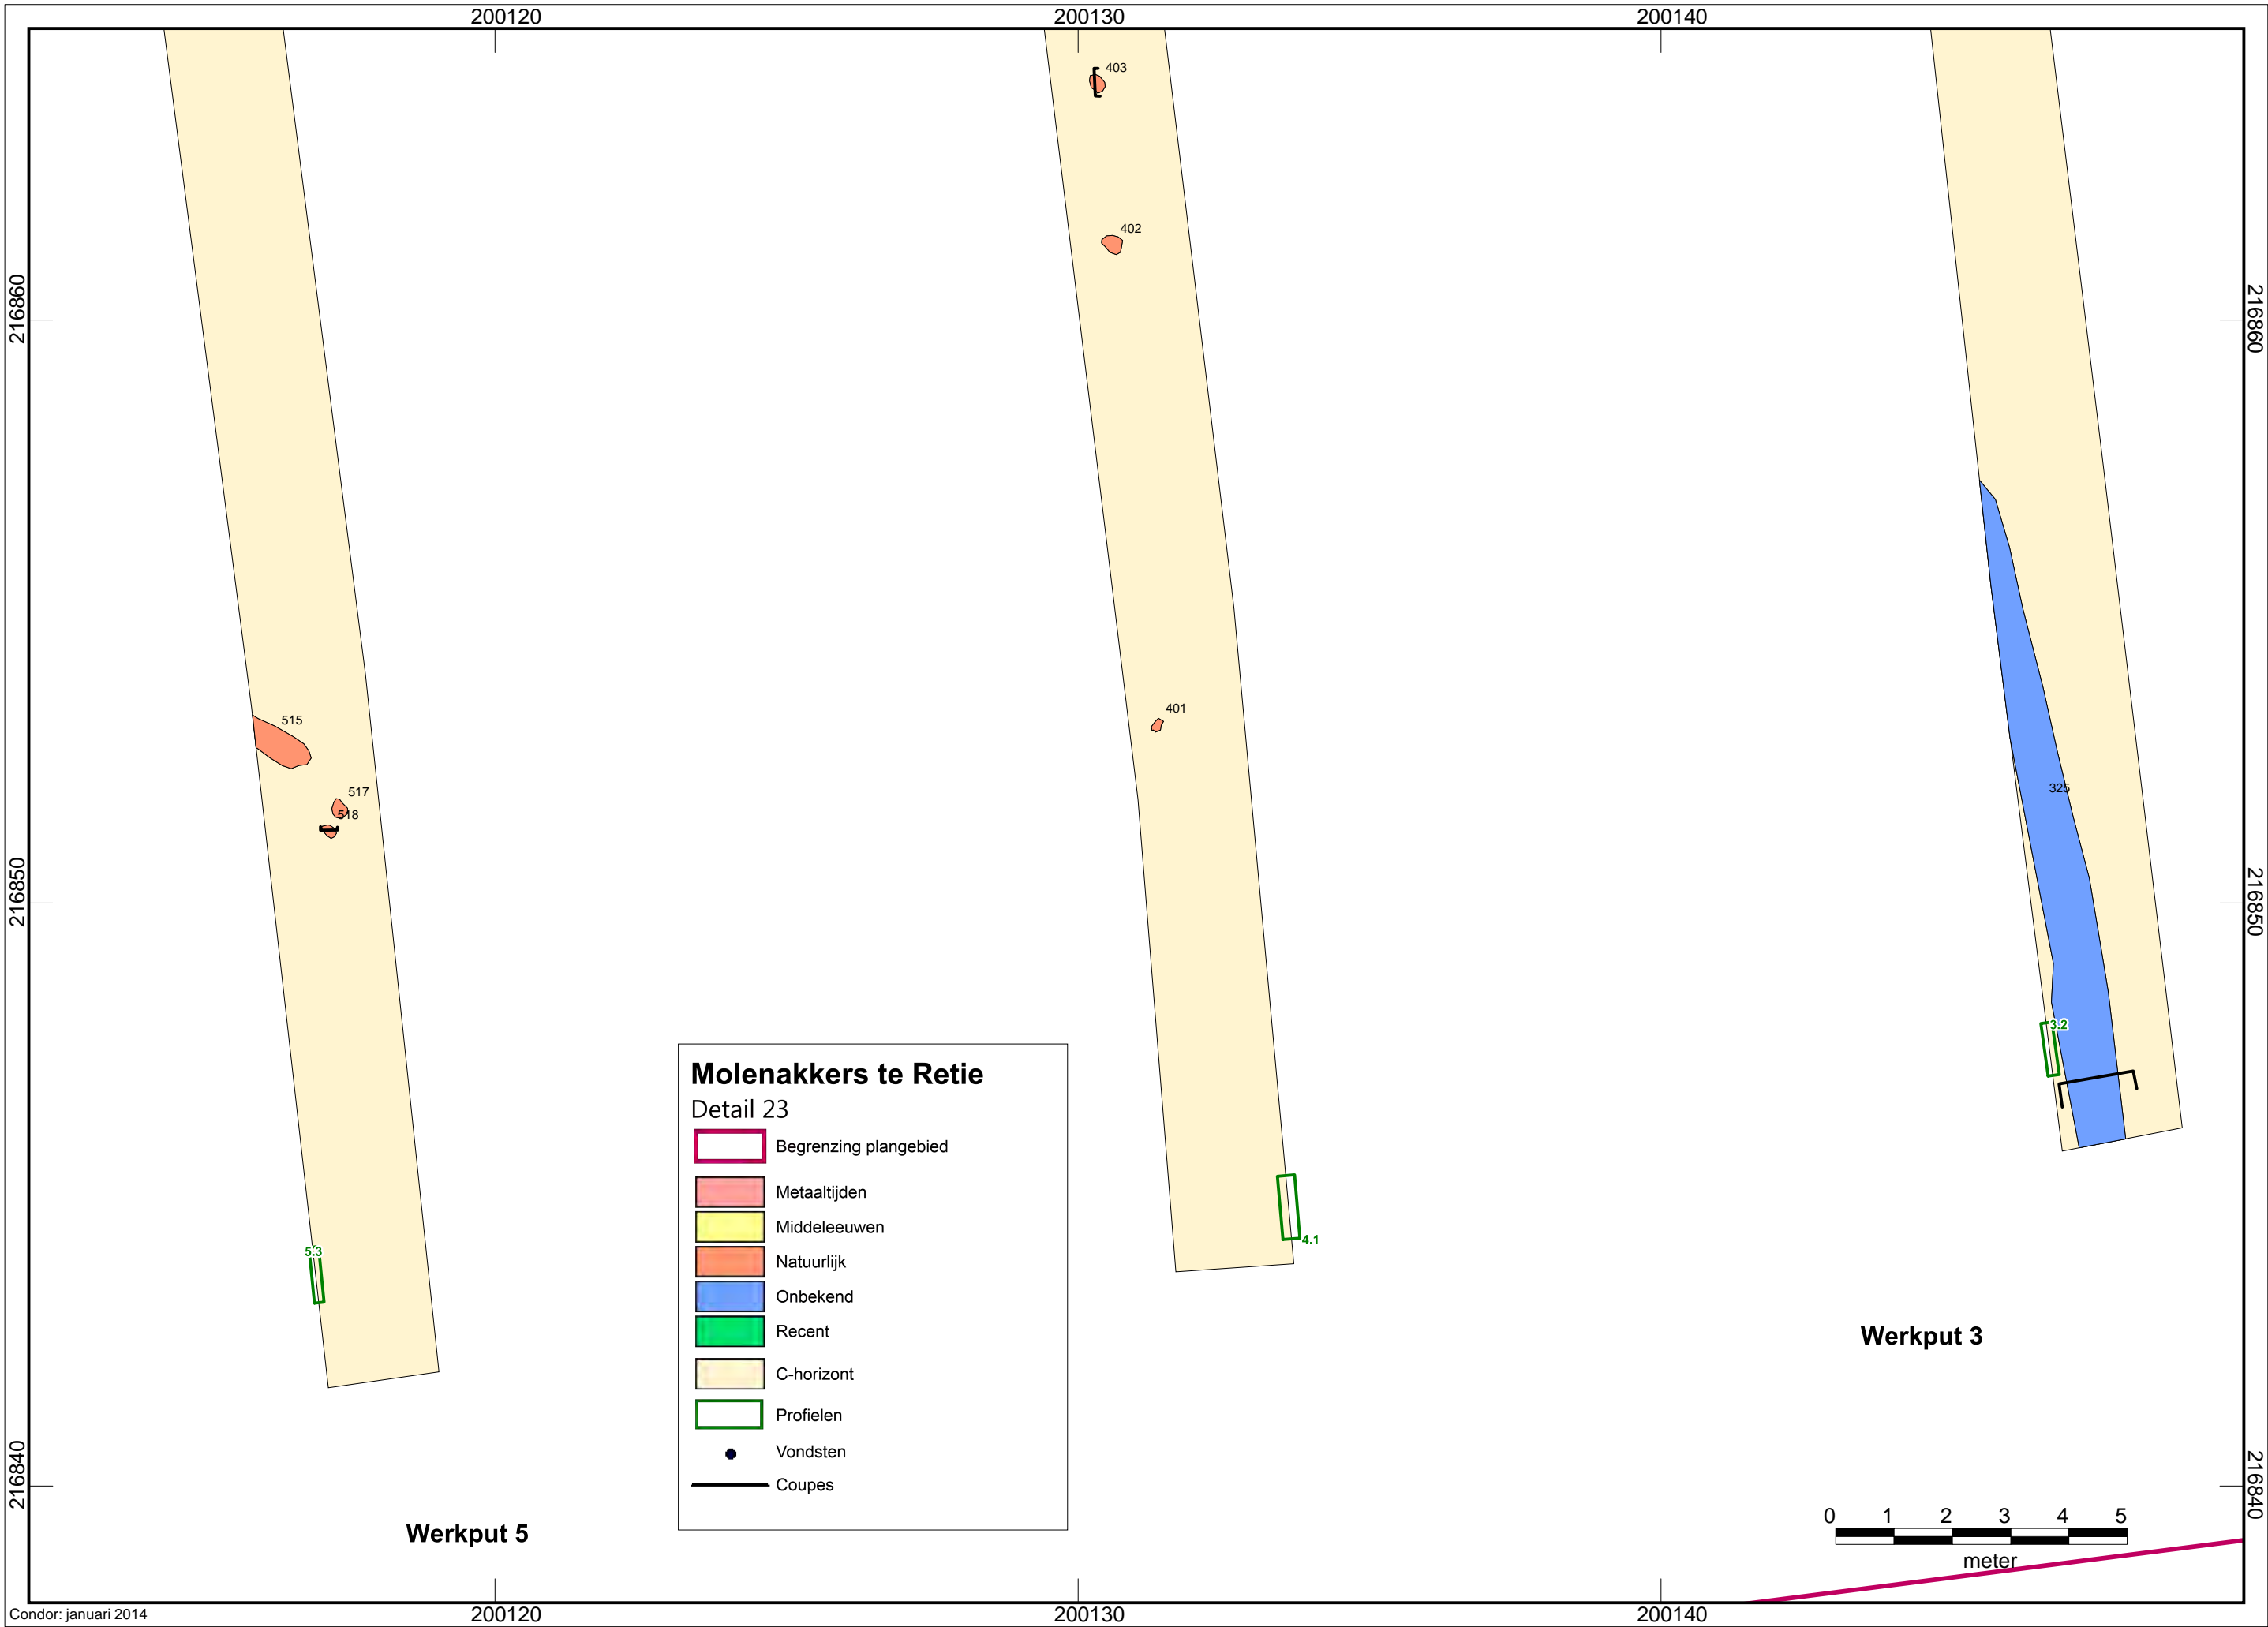 200120
200130
200140
403
402
216860
216860
515
401
517
518
325
216850
216850
3.2
4.1
5.3
Molenakkers te Retie
Detail 23
Begrenzing plangebied
Metaaltijden
Middeleeuwen
Natuurlijk
Onbekend
Recent
C-horizont
Profielen
Vondsten
Coupes
Werkput 3
216840
216840
Werkput 5
0 1 2 3 4 5
meter
Condor: januari 2014
200120
200130
200140